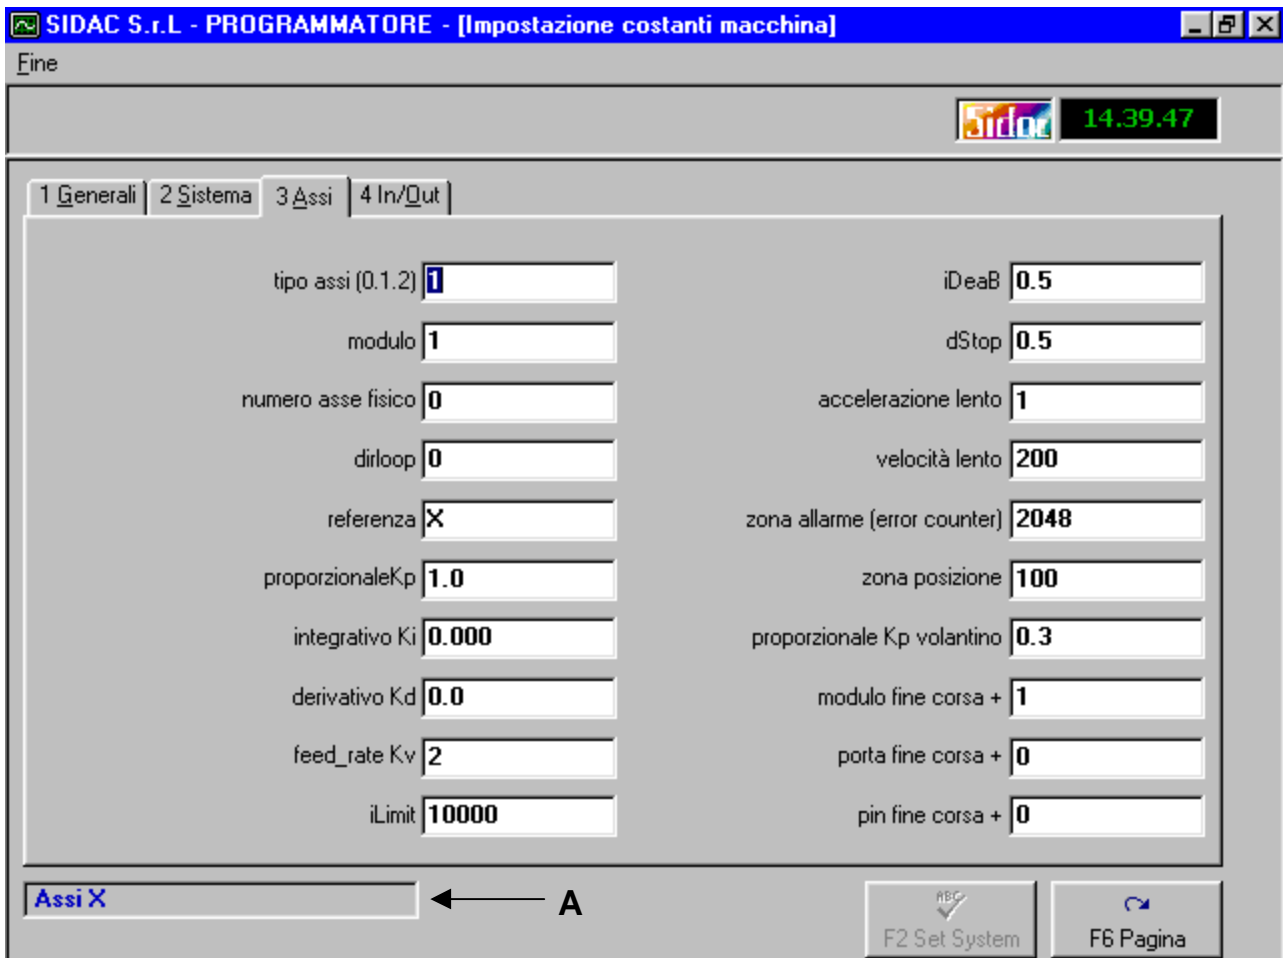 SIDAC S.r.L - PROGRAMMATORE - [Impostazione costanti macchina]
Fine
Sidac 14.39.47
1 Generali 2 Sistema 3 Assi 4 In/Out
tipo assi (0.1.2) 1 iDeaB 0.5
modulo 1 dStop 0.5
numero asse fisico 0 accelerazione lento 1
dirloop 0 velocità lento 200
referenza X zona allarme (error counter) 2048
proporzionaleKp 1.0 zona posizione 100
integrativo Ki 0.000 proporzionale Kp volantino 0.3
derivativo Kd 0.0 modulo fine corsa + 1
feed_rate Kv 2 porta fine corsa + 0
iLimit 10000 pin fine corsa + 0
Assi X A
ABC
F2 Set System F6 Pagina